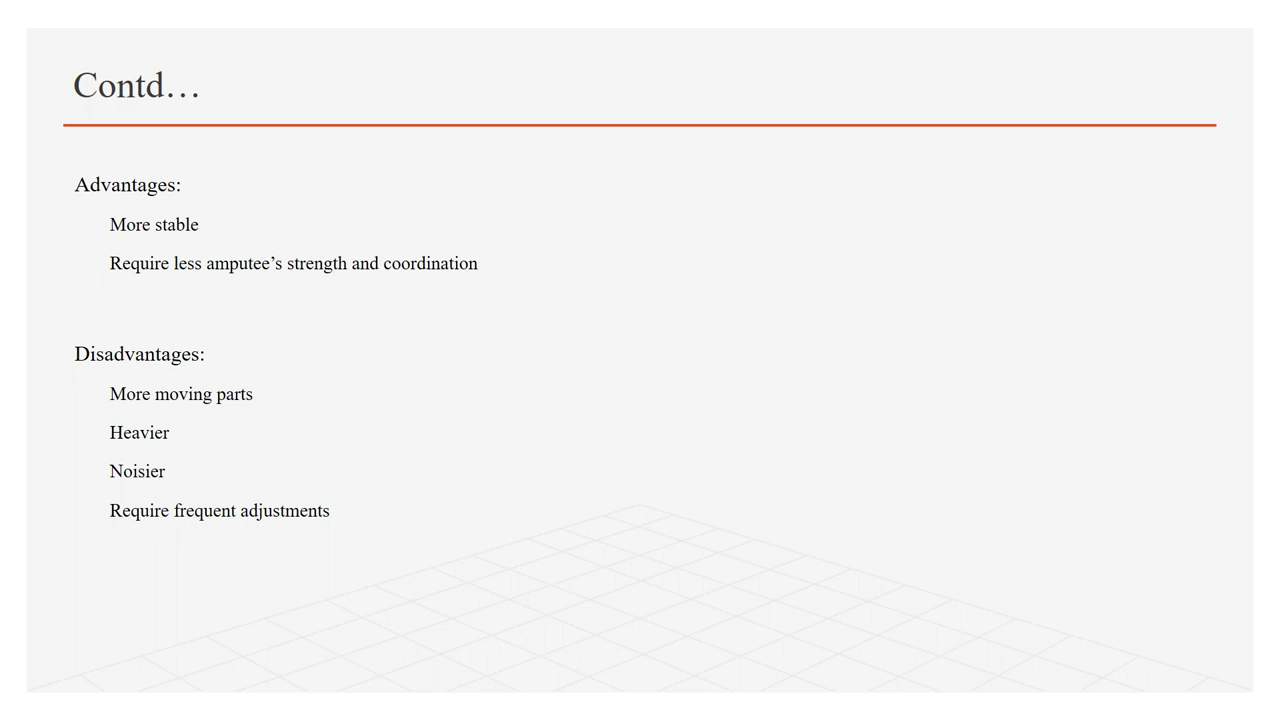 Contd…
Advantages:
More stable
Require less amputee’s strength and coordination
Disadvantages:
More moving parts
Heavier
Noisier
Require frequent adjustments